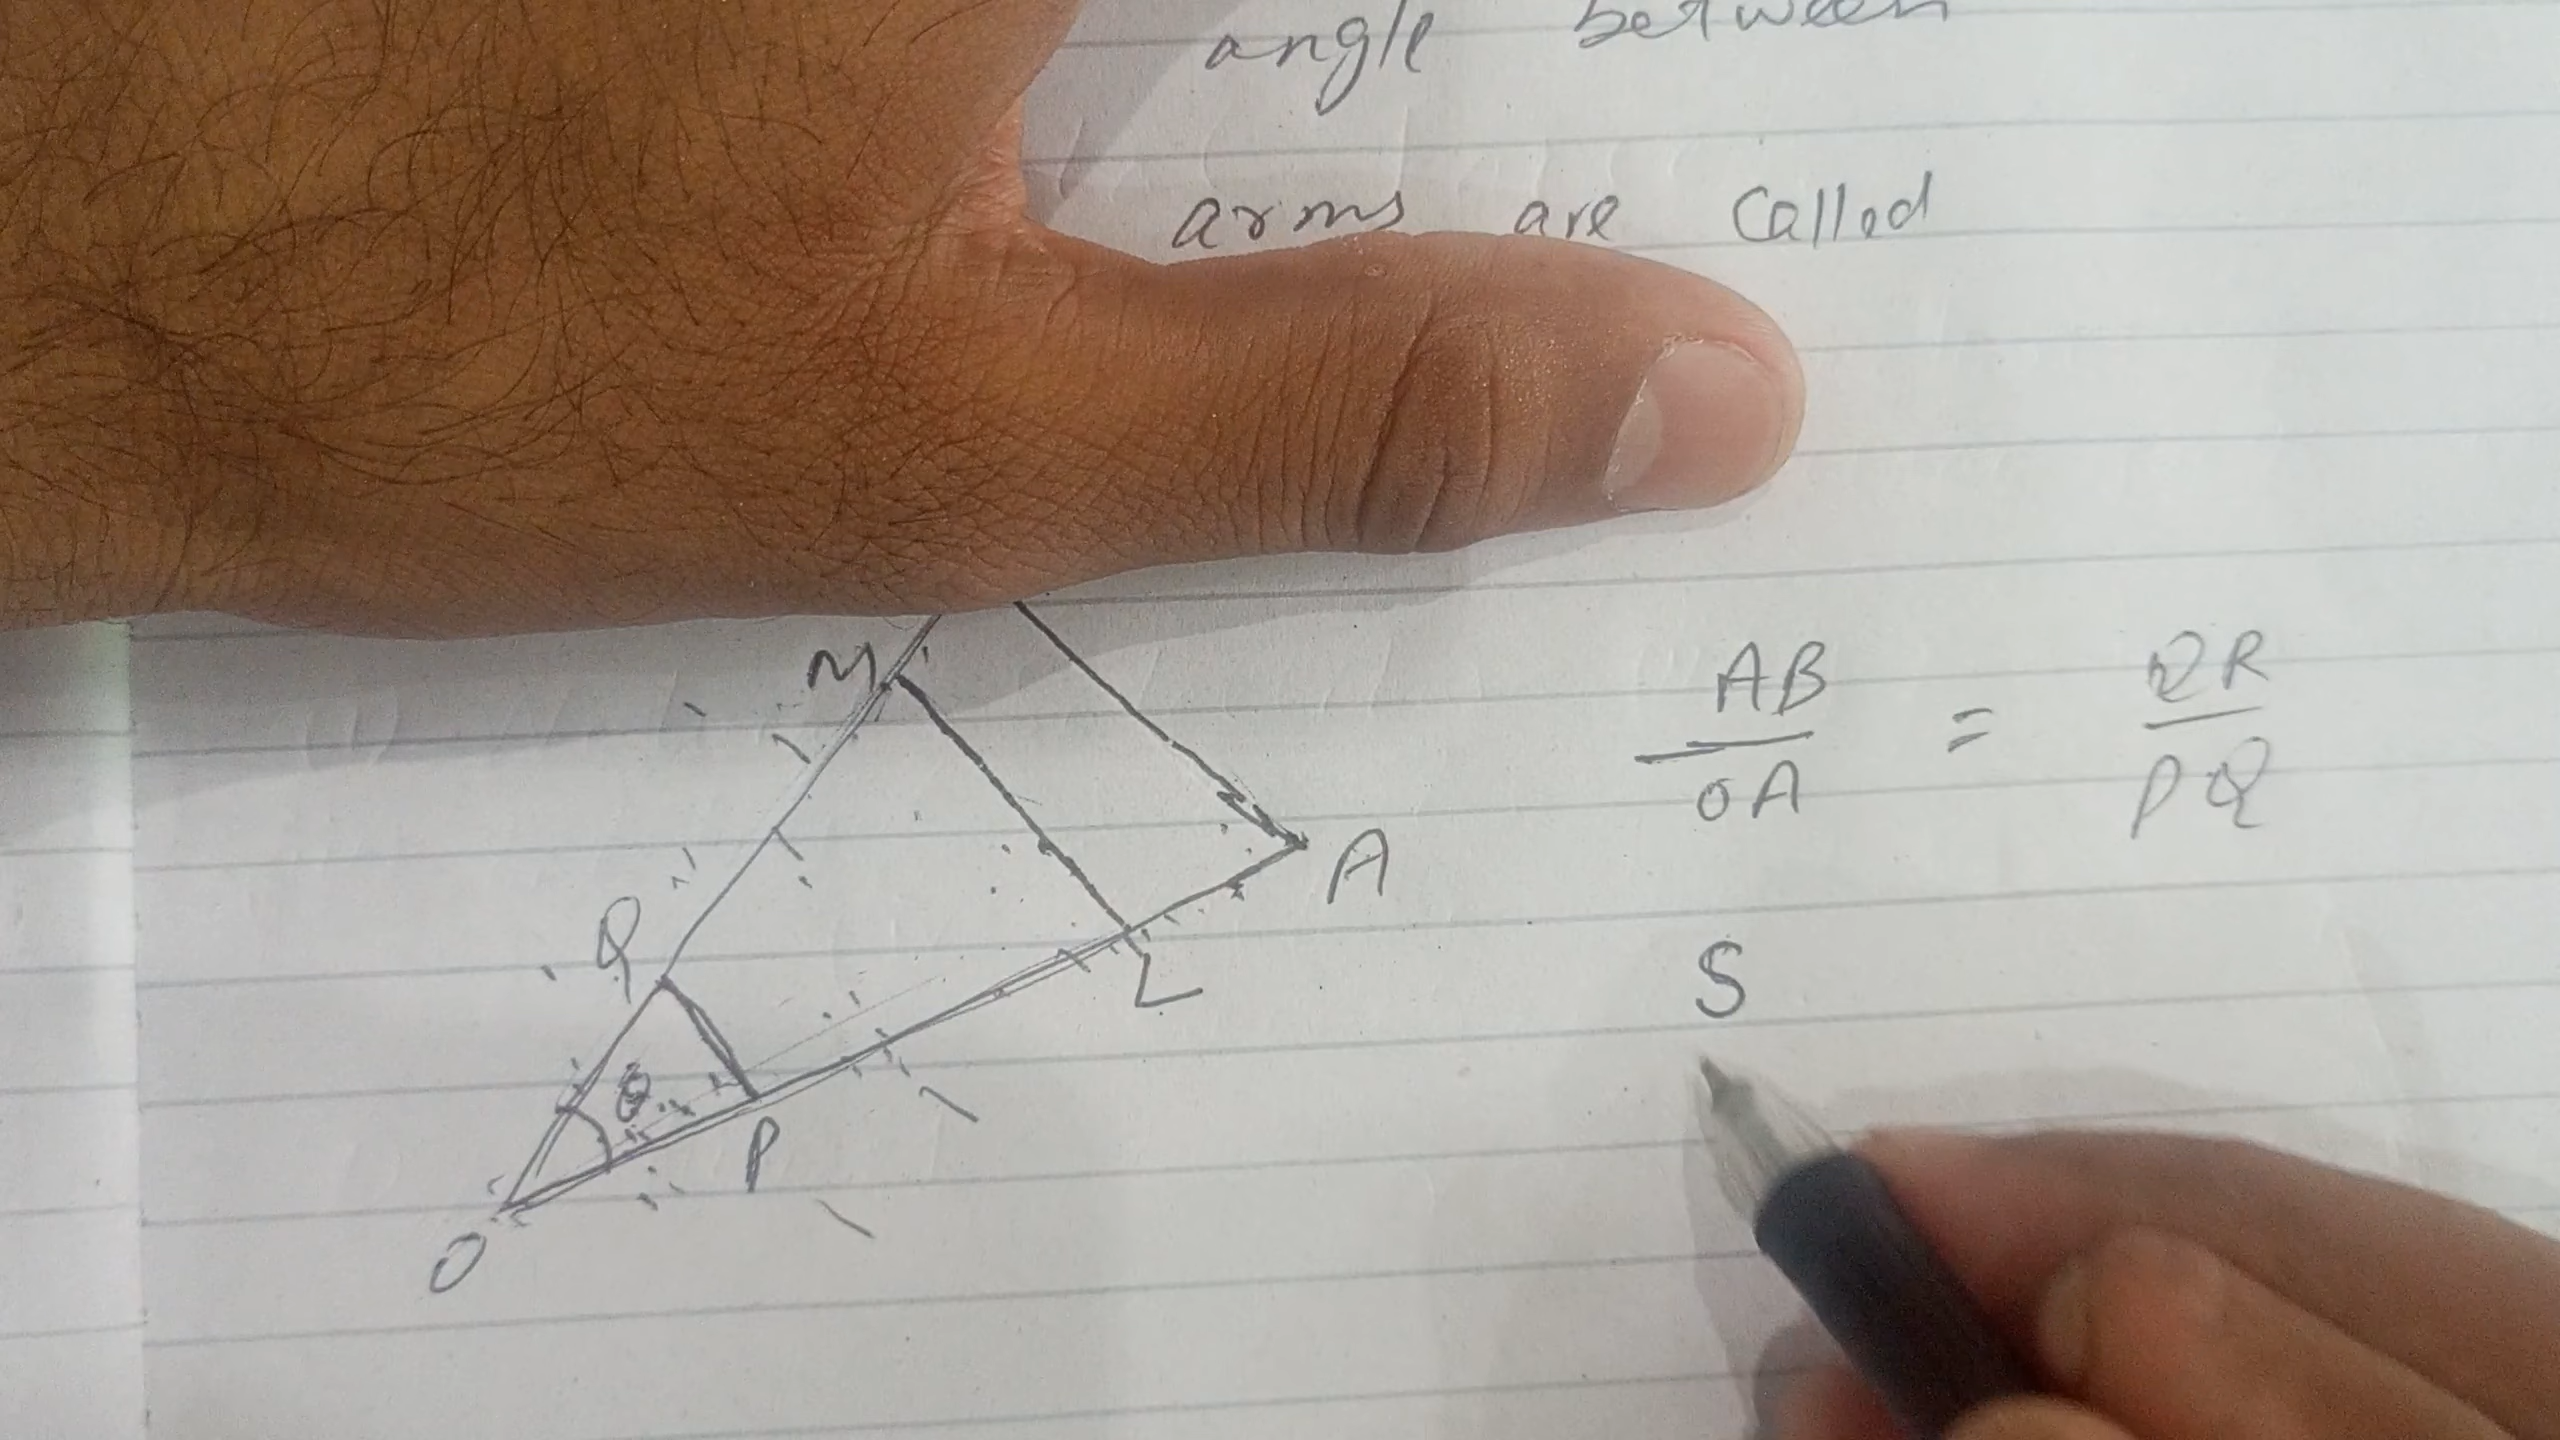 angle between
arms are called
M
AB = QR
OA PQ
A
Q
L
S
θ
P
O